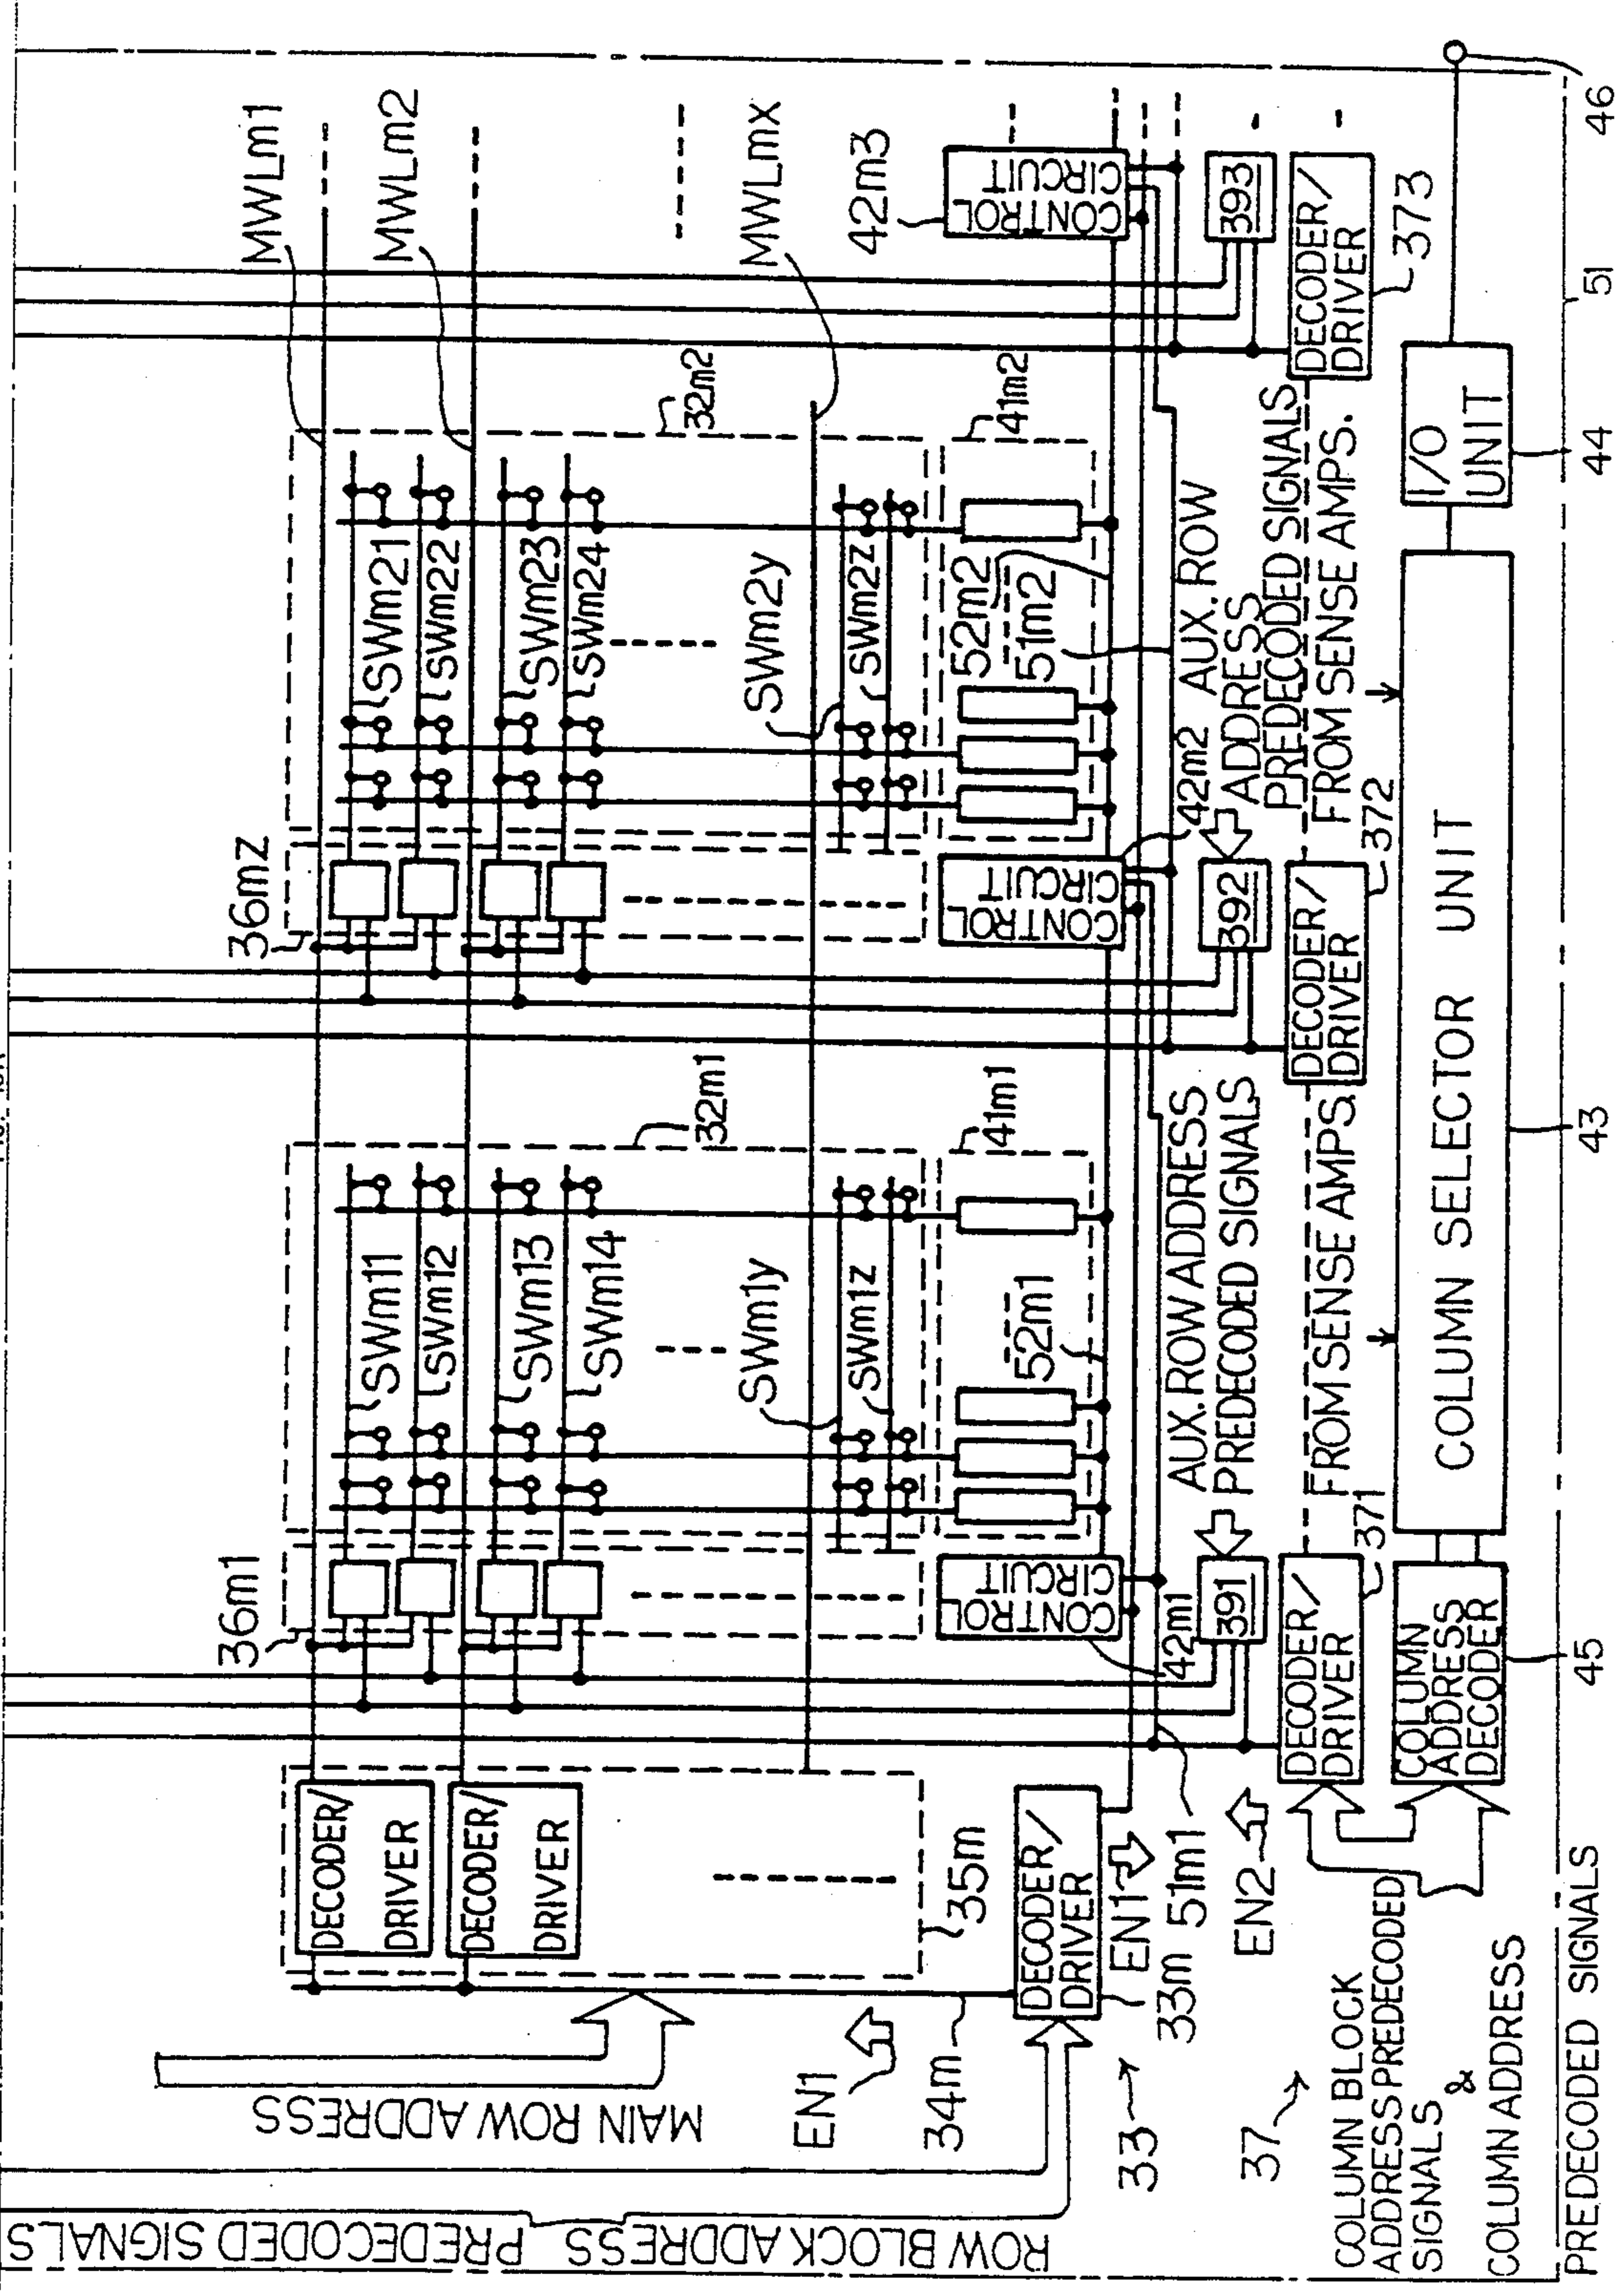 MWLm1
MWLm2
MWLmx
36m1
36mz
32m1
32m2
SWm11
SWm12
SWm13
SWm14
SWm1y
SWm1z
SWm21
SWm22
SWm23
SWm24
SWm2y
SWm2z
DECODER/
DRIVER
DECODER/
DRIVER
35m
MAIN ROW ADDRESS
EN1
34m
ROW BLOCK ADDRESS PREDECODED SIGNALS
33
DECODER/
DRIVER
33m
EN1
51m1
CONTROL
CIRCUIT
42m1
41m1
52m1
CONTROL
CIRCUIT
42m2
41m2
52m2
51m2
CONTROL
CIRCUIT
42m3
391
AUX. ROW ADDRESS
PREDECODED SIGNALS
392
AUX. ROW
ADDRESS
PREDECODED SIGNALS
393
37
EN2
DECODER/
DRIVER
371
FROM SENSE AMPS.
DECODER/
DRIVER
372
FROM SENSE AMPS.
DECODER/
DRIVER
373
COLUMN BLOCK
ADDRESS PREDECODED
SIGNALS
&
COLUMN ADDRESS
PREDECODED SIGNALS
COLUMN
ADDRESS
DECODER
45
COLUMN SELECTOR UNIT
43
I/O
UNIT
44
51
46